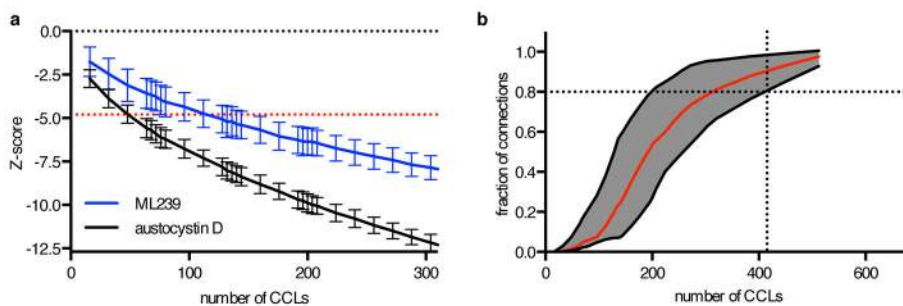 a
0.0
-2.5
-5.0
-7.5
-10.0
-12.5
Z-score
ML239
austocystin D
0
100
200
300
number of CCLs
b
1.0
0.8
0.6
0.4
0.2
0.0
fraction of connections
0
200
400
600
number of CCLs